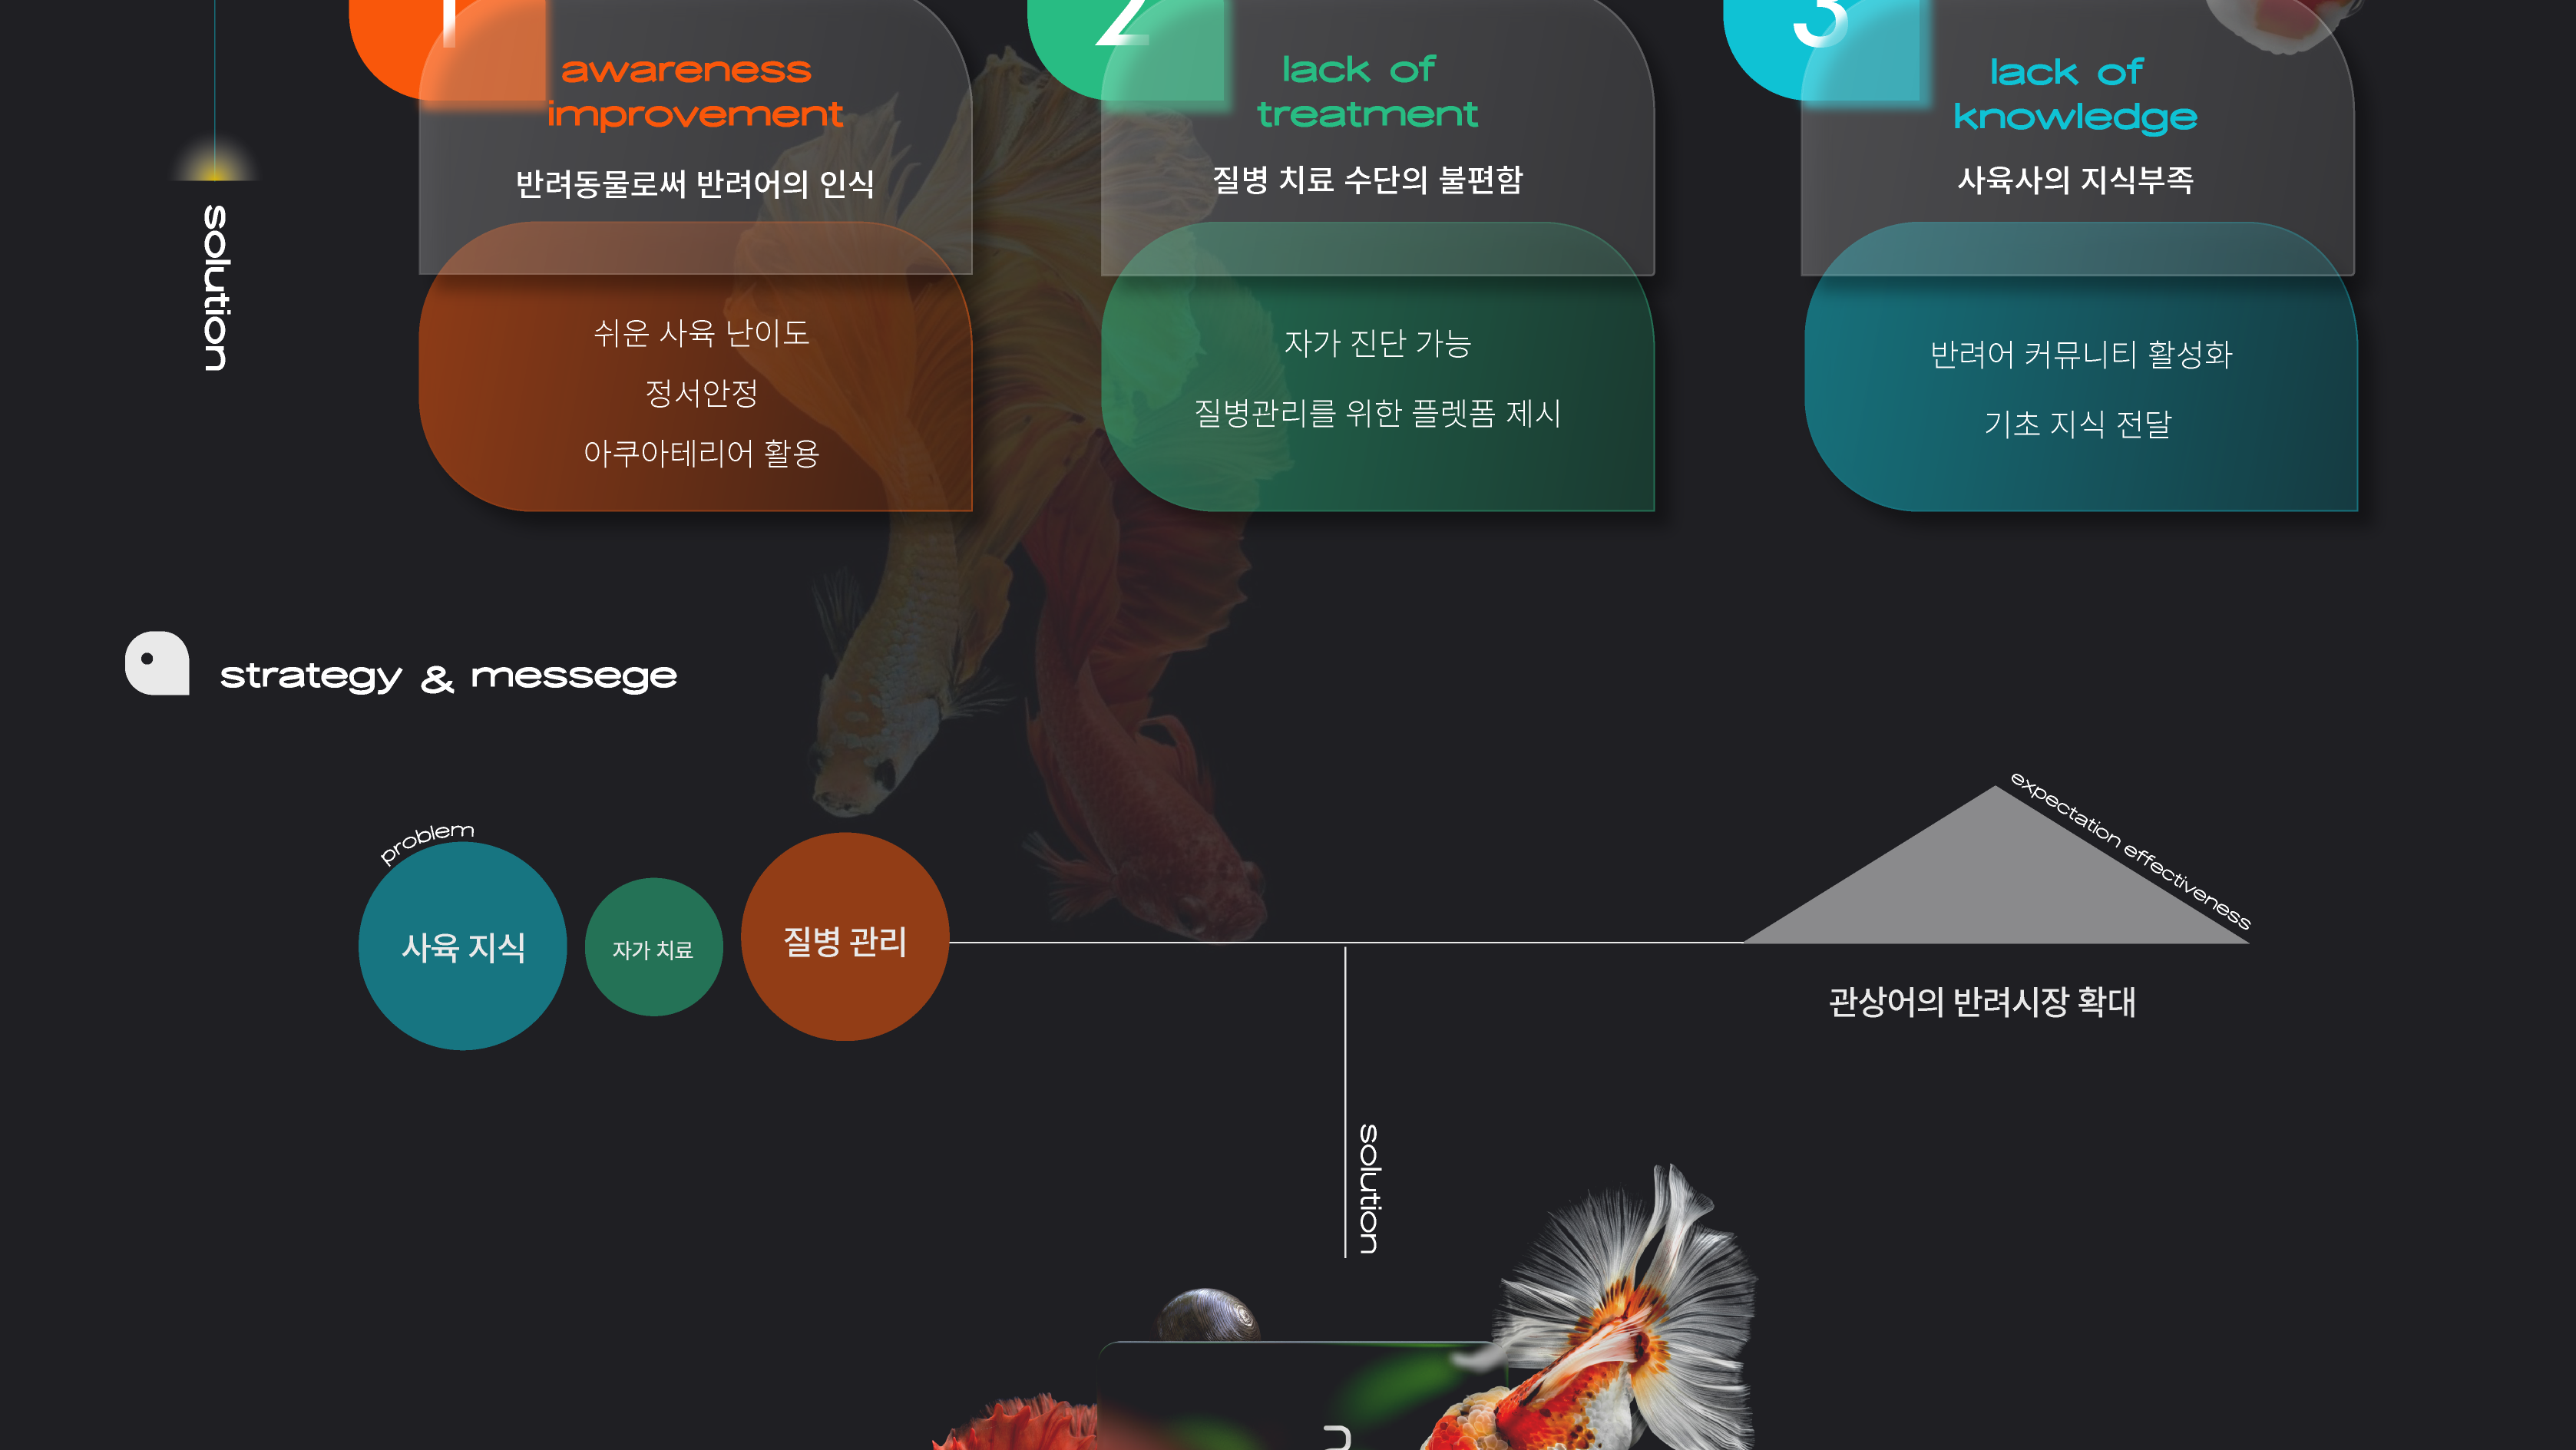 1
awareness
improvement
반려동물로써 반려어의 인식
쉬운 사육 난이도
정서안정
아쿠아테리어 활용
2
lack of
treatment
질병 치료 수단의 불편함
자가 진단 가능
질병관리를 위한 플렛폼 제시
3
lack of
knowledge
사육사의 지식부족
반려어 커뮤니티 활성화
기초 지식 전달
solution
strategy & messege
problem
사육 지식
자가 치료
질병 관리
expectation effectiveness
관상어의 반려시장 확대
solution